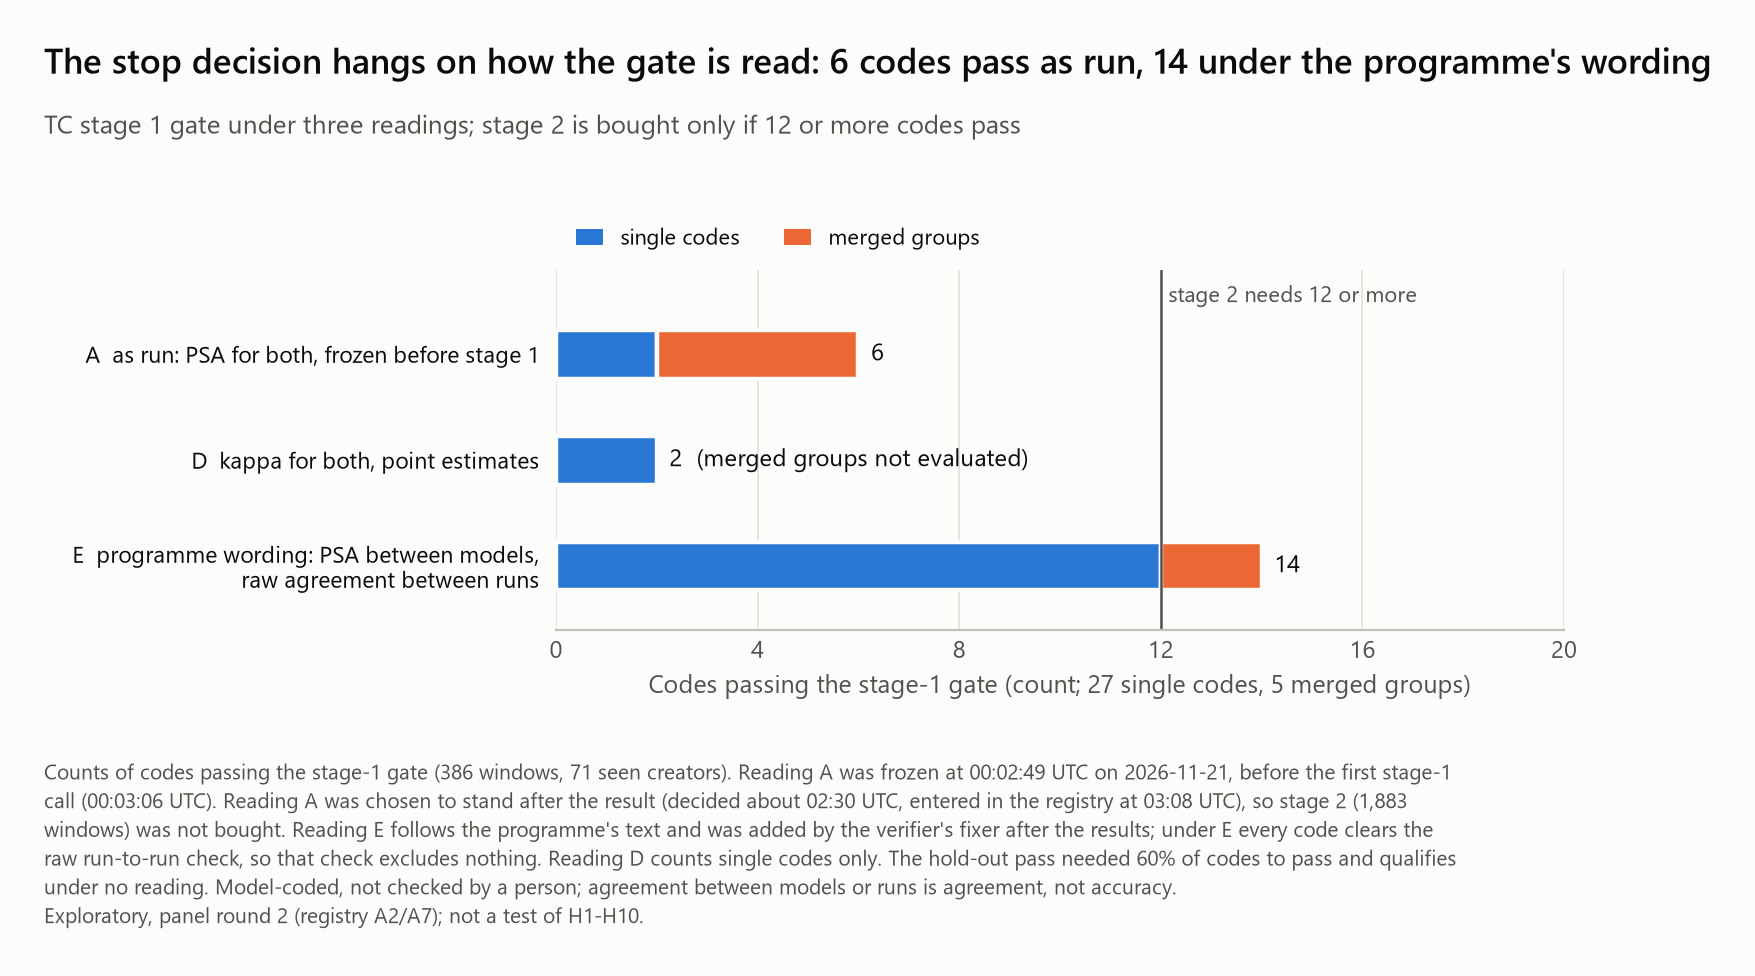 The stop decision hangs on how the gate is read: 6 codes pass as run, 14 under the programme's wording
TC stage 1 gate under three readings; stage 2 is bought only if 12 or more codes pass
single codes
merged groups
stage 2 needs 12 or more
A  as run: PSA for both, frozen before stage 1
6
D  kappa for both, point estimates
2  (merged groups not evaluated)
E  programme wording: PSA between models,
raw agreement between runs
14
0 4 8 12 16 20
Codes passing the stage-1 gate (count; 27 single codes, 5 merged groups)
Counts of codes passing the stage-1 gate (386 windows, 71 seen creators). Reading A was frozen at 00:02:49 UTC on 2026-11-21, before the first stage-1
call (00:03:06 UTC). Reading A was chosen to stand after the result (decided about 02:30 UTC, entered in the registry at 03:08 UTC), so stage 2 (1,883
windows) was not bought. Reading E follows the programme's text and was added by the verifier's fixer after the results; under E every code clears the
raw run-to-run check, so that check excludes nothing. Reading D counts single codes only. The hold-out pass needed 60% of codes to pass and qualifies
under no reading. Model-coded, not checked by a person; agreement between models or runs is agreement, not accuracy.
Exploratory, panel round 2 (registry A2/A7); not a test of H1-H10.